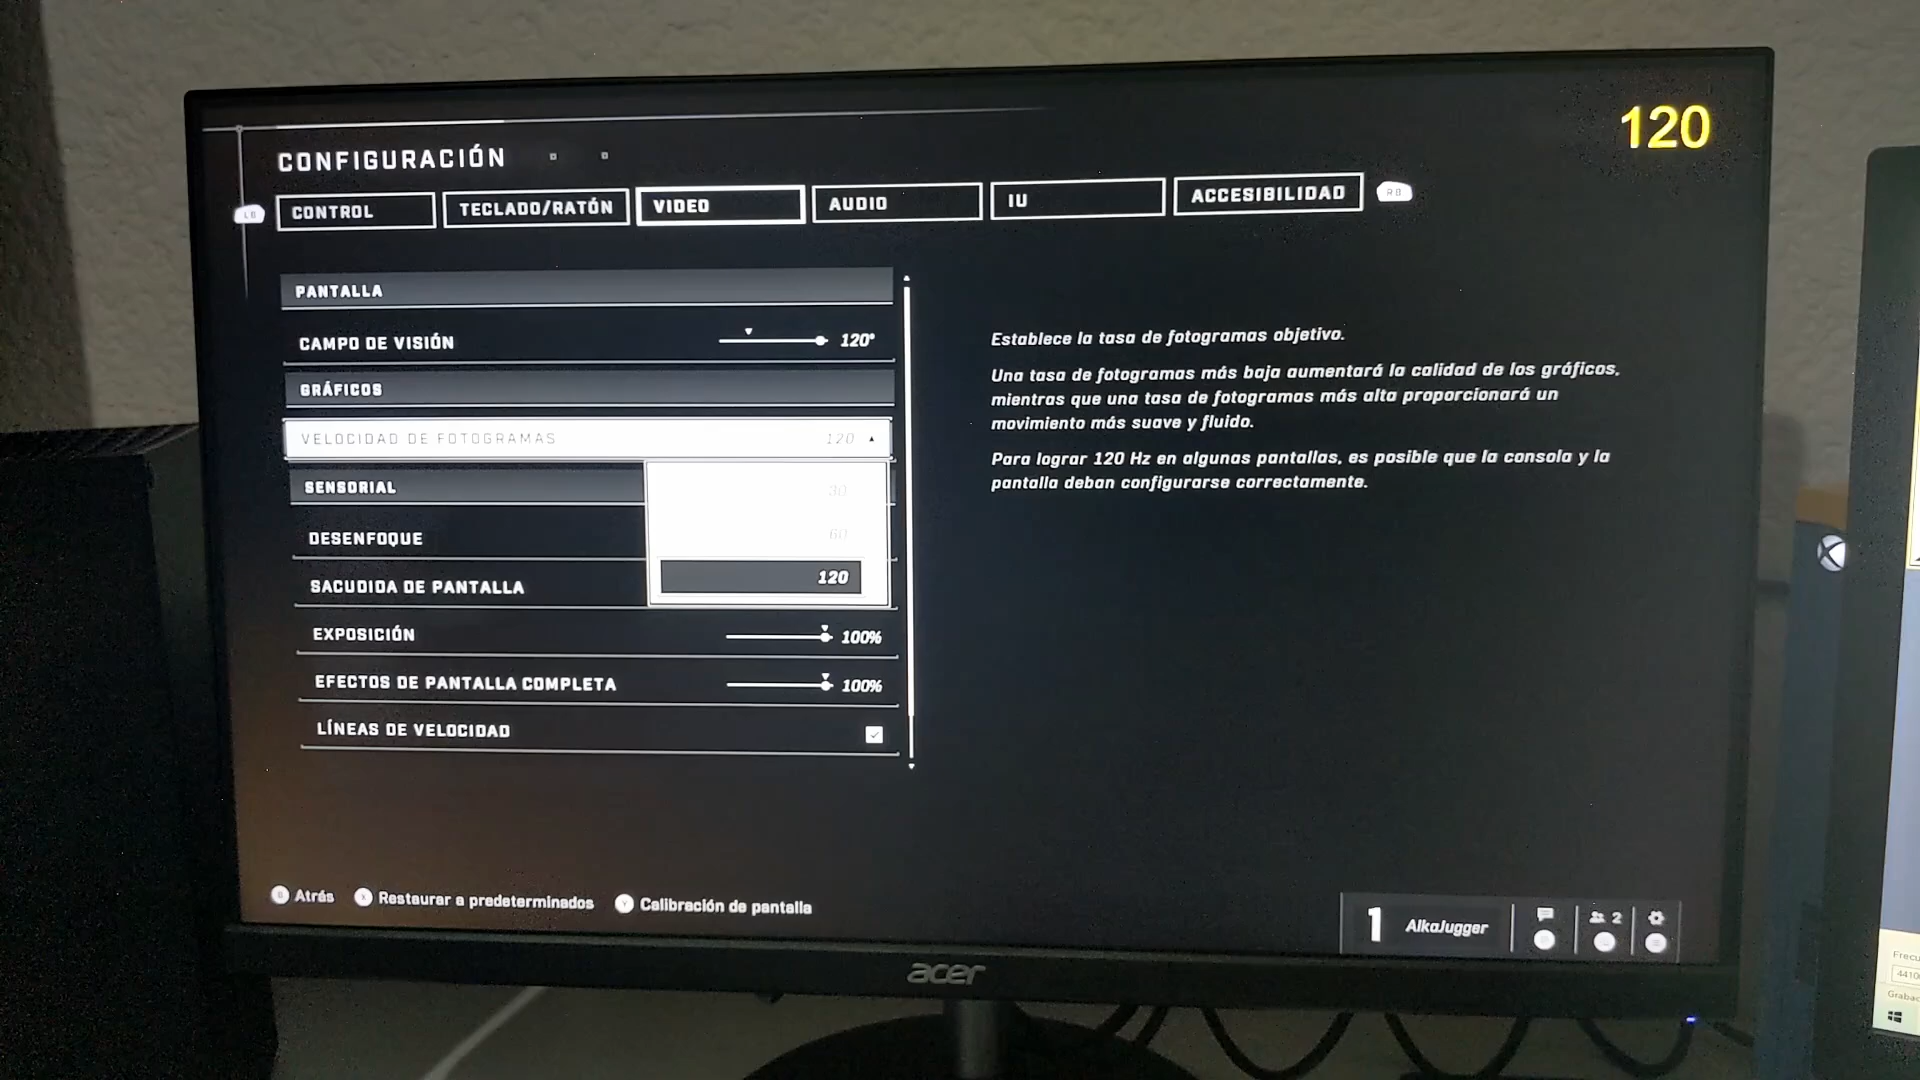 120
CONFIGURACIÓN
LB
CONTROL
TECLADO/RATÓN
VIDEO
AUDIO
IU
ACCESIBILIDAD
RB
PANTALLA
CAMPO DE VISIÓN 120°
GRÁFICOS
VELOCIDAD DE FOTOGRAMAS 120
30
60
120
SENSORIAL
DESENFOQUE
SACUDIDA DE PANTALLA
EXPOSICIÓN 100%
EFECTOS DE PANTALLA COMPLETA 100%
LÍNEAS DE VELOCIDAD
Establece la tasa de fotogramas objetivo.
Una tasa de fotogramas más baja aumentará la calidad de los gráficos,
mientras que una tasa de fotogramas más alta proporcionará un
movimiento más suave y fluido.
Para lograr 120 Hz en algunas pantallas, es posible que la consola y la
pantalla deban configurarse correctamente.
Atrás
Restaurar a predeterminados
Y Calibración de pantalla
1 AlkaJugger
2
acer